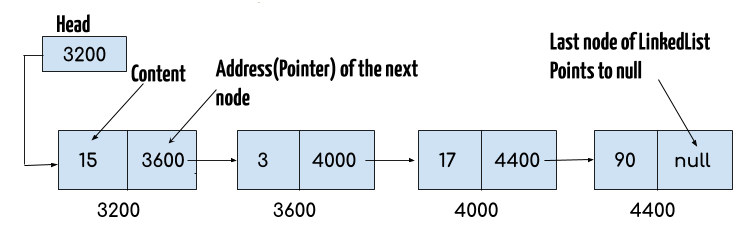 Head
3200
Content
Address(Pointer) of the next
node
Last node of LinkedList
Points to null
15 3600 3 4000 17 4400 90 null
3200 3600 4000 4400